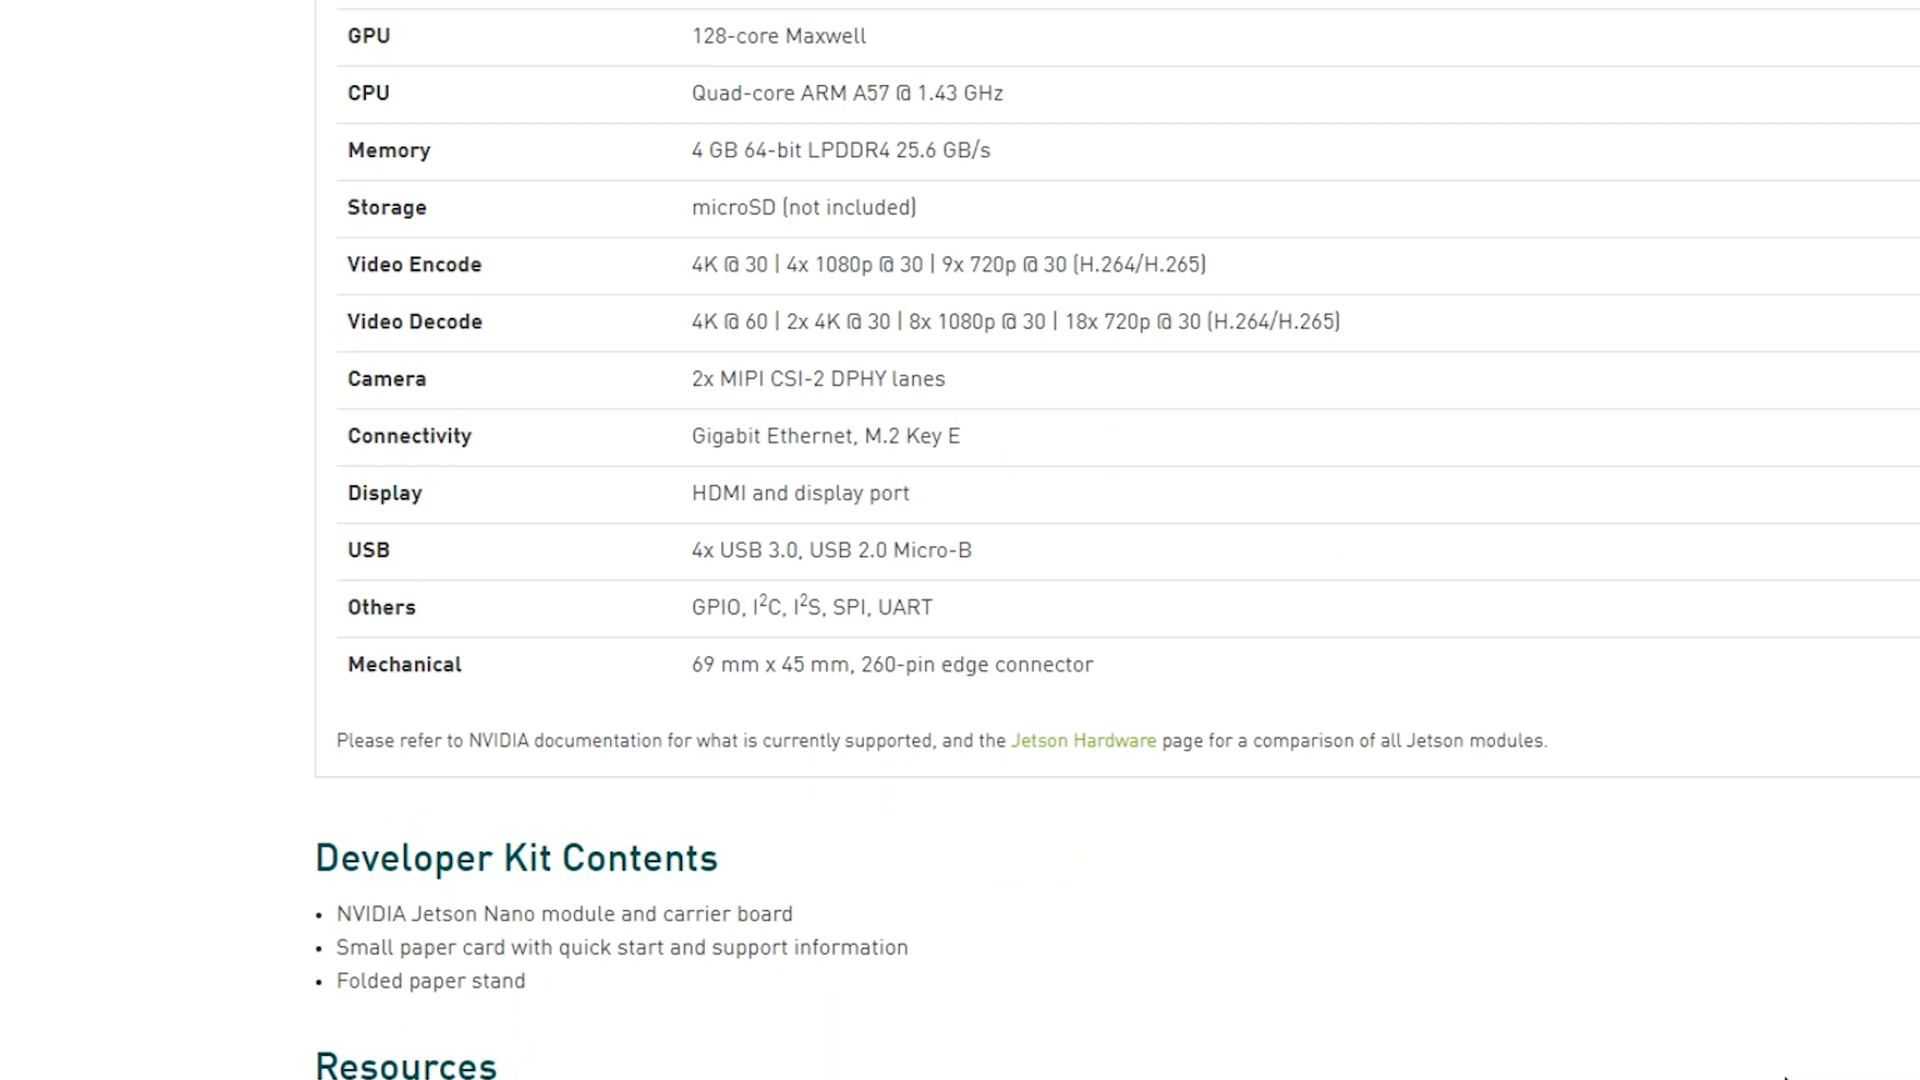 GPU 128-core Maxwell
CPU Quad-core ARM A57 @ 1.43 GHz
Memory 4 GB 64-bit LPDDR4 25.6 GB/s
Storage microSD (not included)
Video Encode 4K @ 30 | 4x 1080p @ 30 | 9x 720p @ 30 (H.264/H.265)
Video Decode 4K @ 60 | 2x 4K @ 30 | 8x 1080p @ 30 | 18x 720p @ 30 (H.264/H.265)
Camera 2x MIPI CSI-2 DPHY lanes
Connectivity Gigabit Ethernet, M.2 Key E
Display HDMI and display port
USB 4x USB 3.0, USB 2.0 Micro-B
Others GPIO, I²C, I²S, SPI, UART
Mechanical 69 mm x 45 mm, 260-pin edge connector
Please refer to NVIDIA documentation for what is currently supported, and the Jetson Hardware page for a comparison of all Jetson modules.
Developer Kit Contents
• NVIDIA Jetson Nano module and carrier board
• Small paper card with quick start and support information
• Folded paper stand
Resources